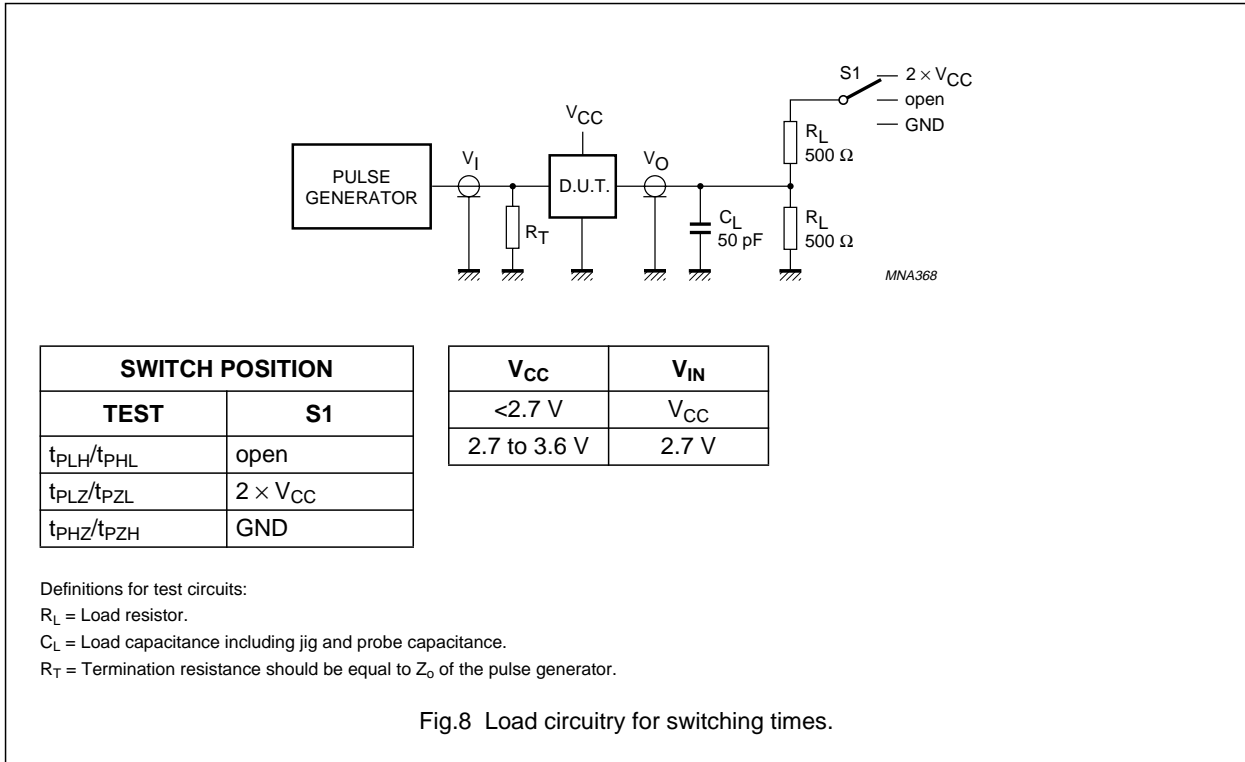 S1
2 × VCC
open
GND
RL
500 Ω
VCC
VI
VO
PULSE
GENERATOR
D.U.T.
RT
CL
50 pF
RL
500 Ω
MNA368
SWITCH POSITION
TEST S1
tPLH/tPHL open
tPLZ/tPZL 2 × VCC
tPHZ/tPZH GND
VCC VIN
<2.7 V VCC
2.7 to 3.6 V 2.7 V
Definitions for test circuits:
RL = Load resistor.
CL = Load capacitance including jig and probe capacitance.
RT = Termination resistance should be equal to Zo of the pulse generator.
Fig.8 Load circuitry for switching times.